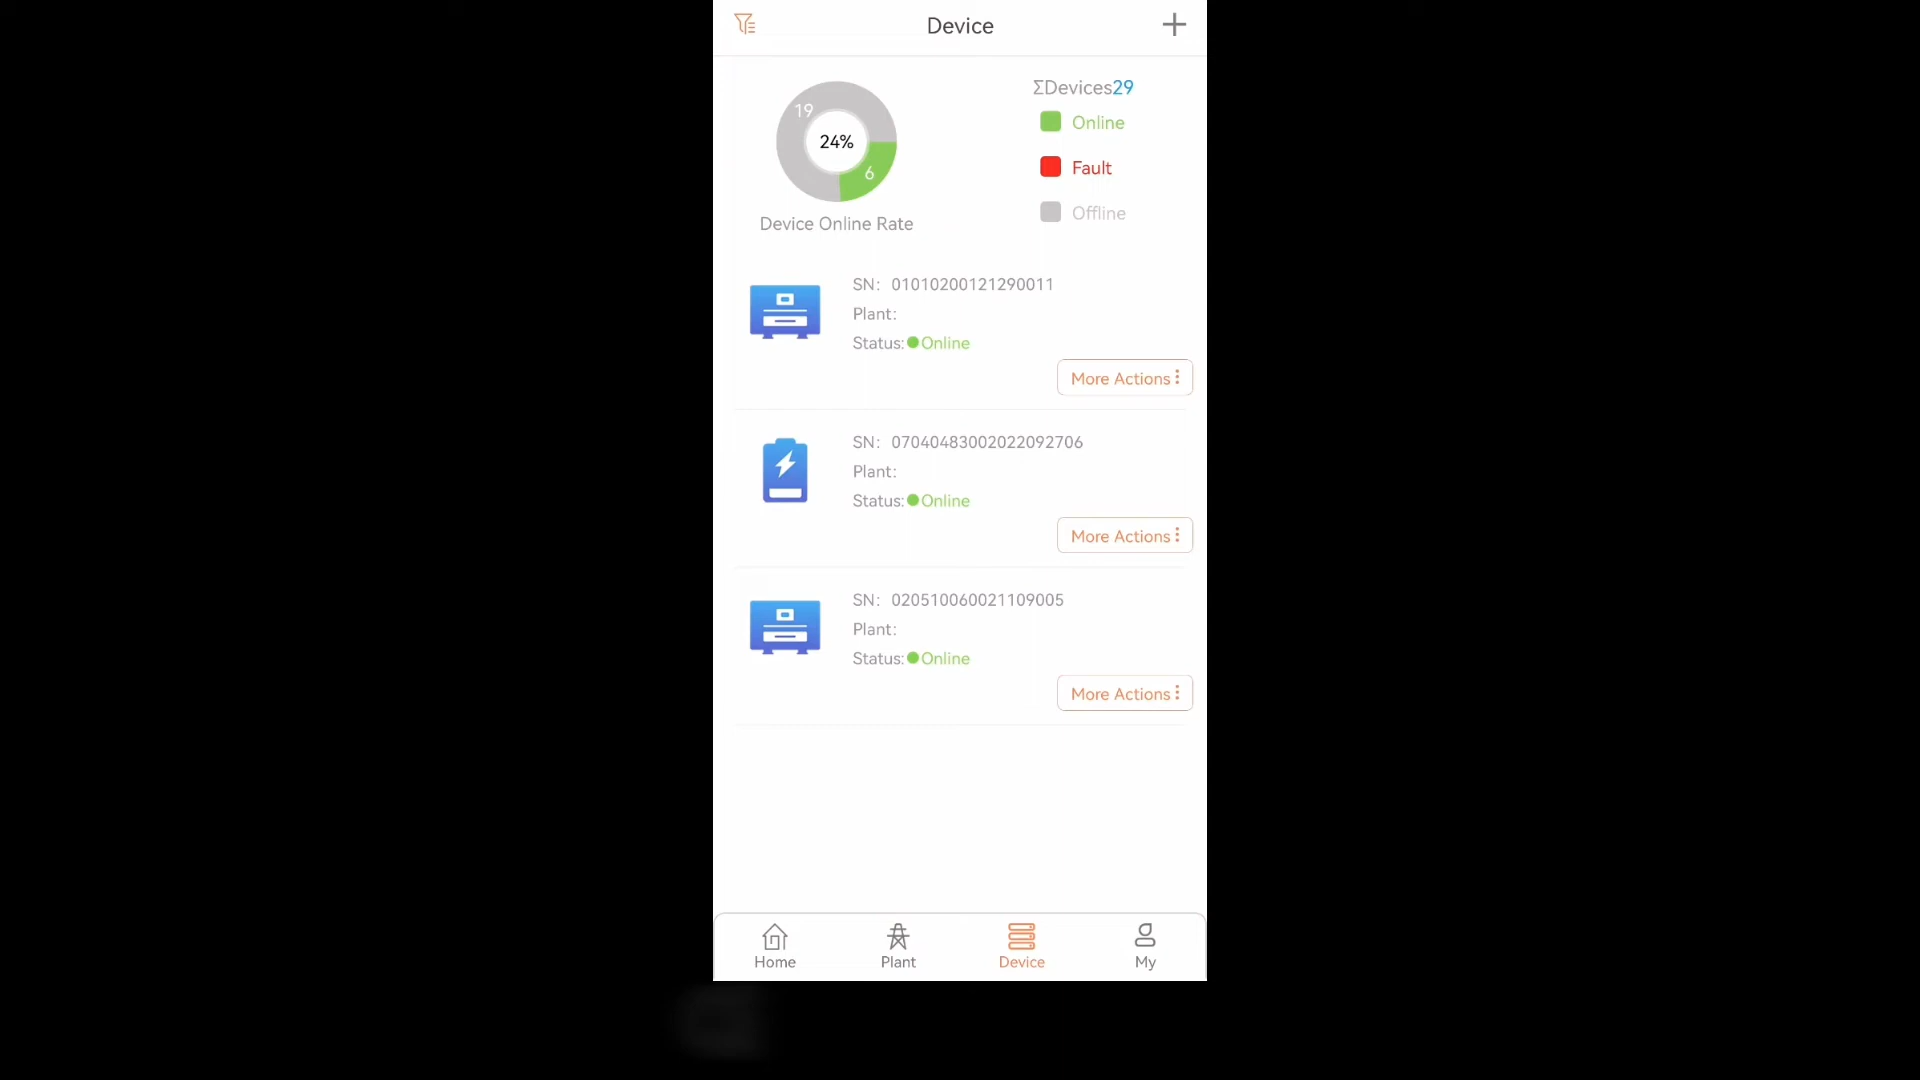 Device
ΣDevices29
19
24%
6
Online
Fault
Offline
Device Online Rate
SN: 01010200121290011
Plant:
Status: Online
More Actions
SN: 07040483002022092706
Plant:
Status: Online
More Actions
SN: 020510060021109005
Plant:
Status: Online
More Actions
Home
Plant
Device
My